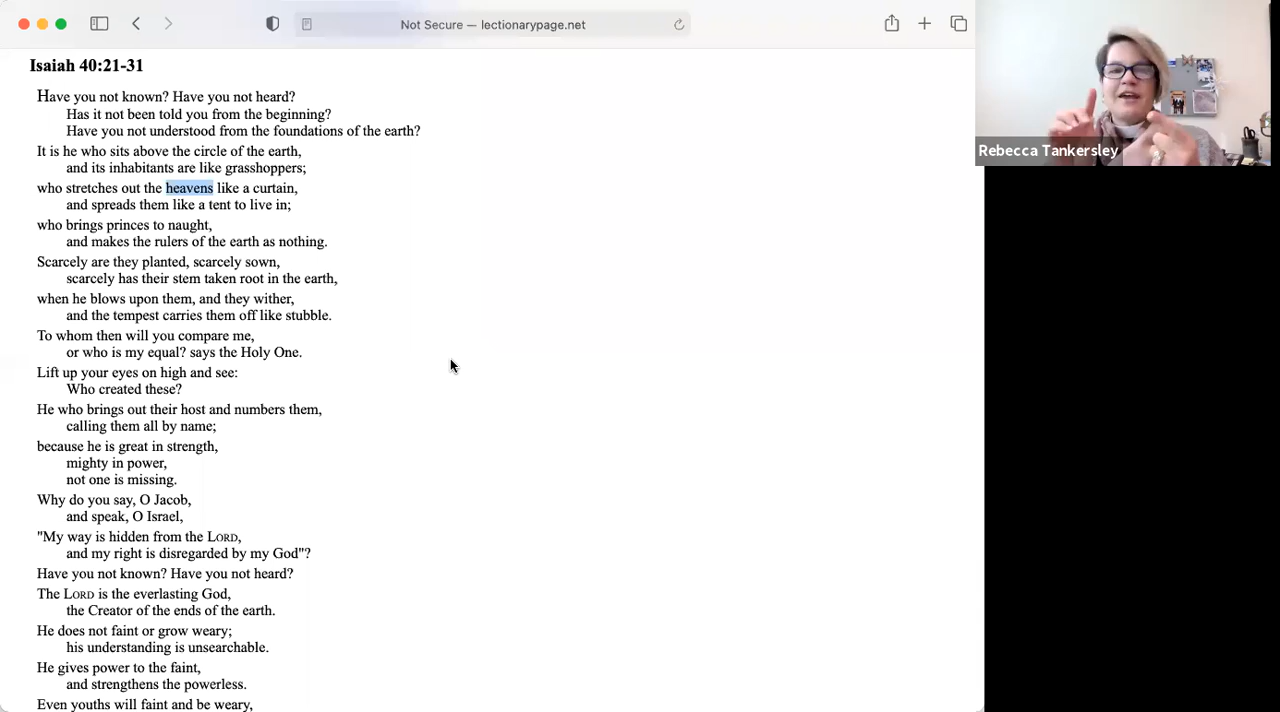 Not Secure — lectionarypage.net
Isaiah 40:21-31
Have you not known? Have you not heard?
Has it not been told you from the beginning?
Have you not understood from the foundations of the earth?
It is he who sits above the circle of the earth,
and its inhabitants are like grasshoppers;
who stretches out the heavens like a curtain,
and spreads them like a tent to live in;
who brings princes to naught,
and makes the rulers of the earth as nothing.
Scarcely are they planted, scarcely sown,
scarcely has their stem taken root in the earth,
when he blows upon them, and they wither,
and the tempest carries them off like stubble.
To whom then will you compare me,
or who is my equal? says the Holy One.
Lift up your eyes on high and see:
Who created these?
He who brings out their host and numbers them,
calling them all by name;
because he is great in strength,
mighty in power,
not one is missing.
Why do you say, O Jacob,
and speak, O Israel,
"My way is hidden from the LORD,
and my right is disregarded by my God"?
Have you not known? Have you not heard?
The LORD is the everlasting God,
the Creator of the ends of the earth.
He does not faint or grow weary;
his understanding is unsearchable.
He gives power to the faint,
and strengthens the powerless.
Even youths will faint and be weary,
Rebecca Tankersley